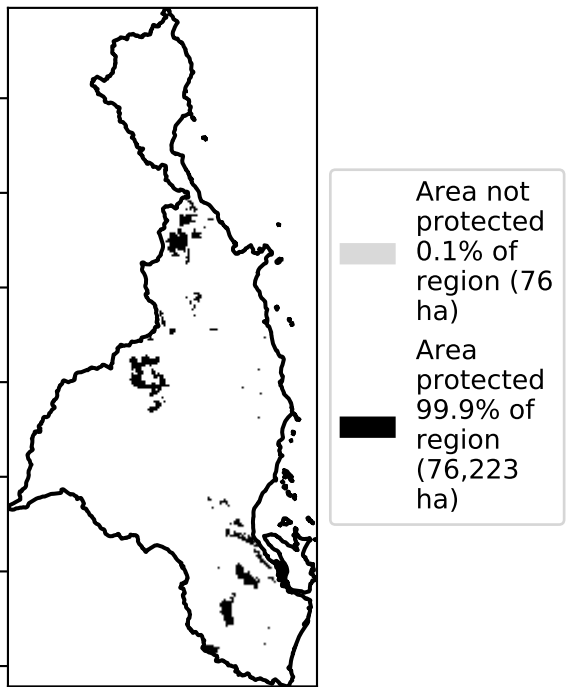 Area not
protected
0.1% of
region (76
ha)
Area
protected
99.9% of
region
(76,223
ha)